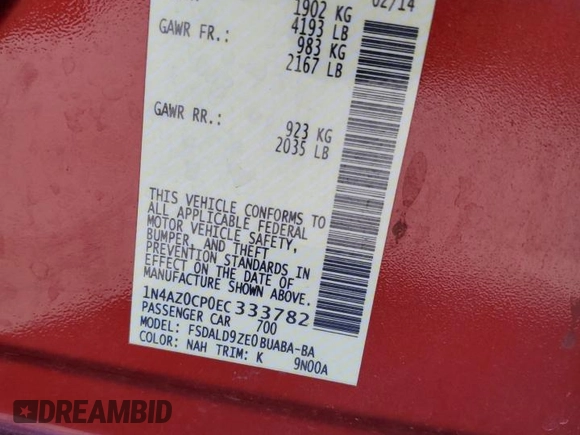 1902 KG
02/14
4193 LB
GAWR FR.:
983 KG
2167 LB
GAWR RR.:
923 KG
2035 LB
THIS VEHICLE CONFORMS TO
ALL APPLICABLE FEDERAL
MOTOR VEHICLE SAFETY,
BUMPER, AND THEFT
PREVENTION STANDARDS IN
EFFECT ON THE DATE OF
MANUFACTURE SHOWN ABOVE.
1N4AZ0CP0EC333782
PASSENGER CAR 700
MODEL: FSDALD9ZE0BUABA-BA
COLOR: NAH TRIM: K 9N00A
DREAMBID